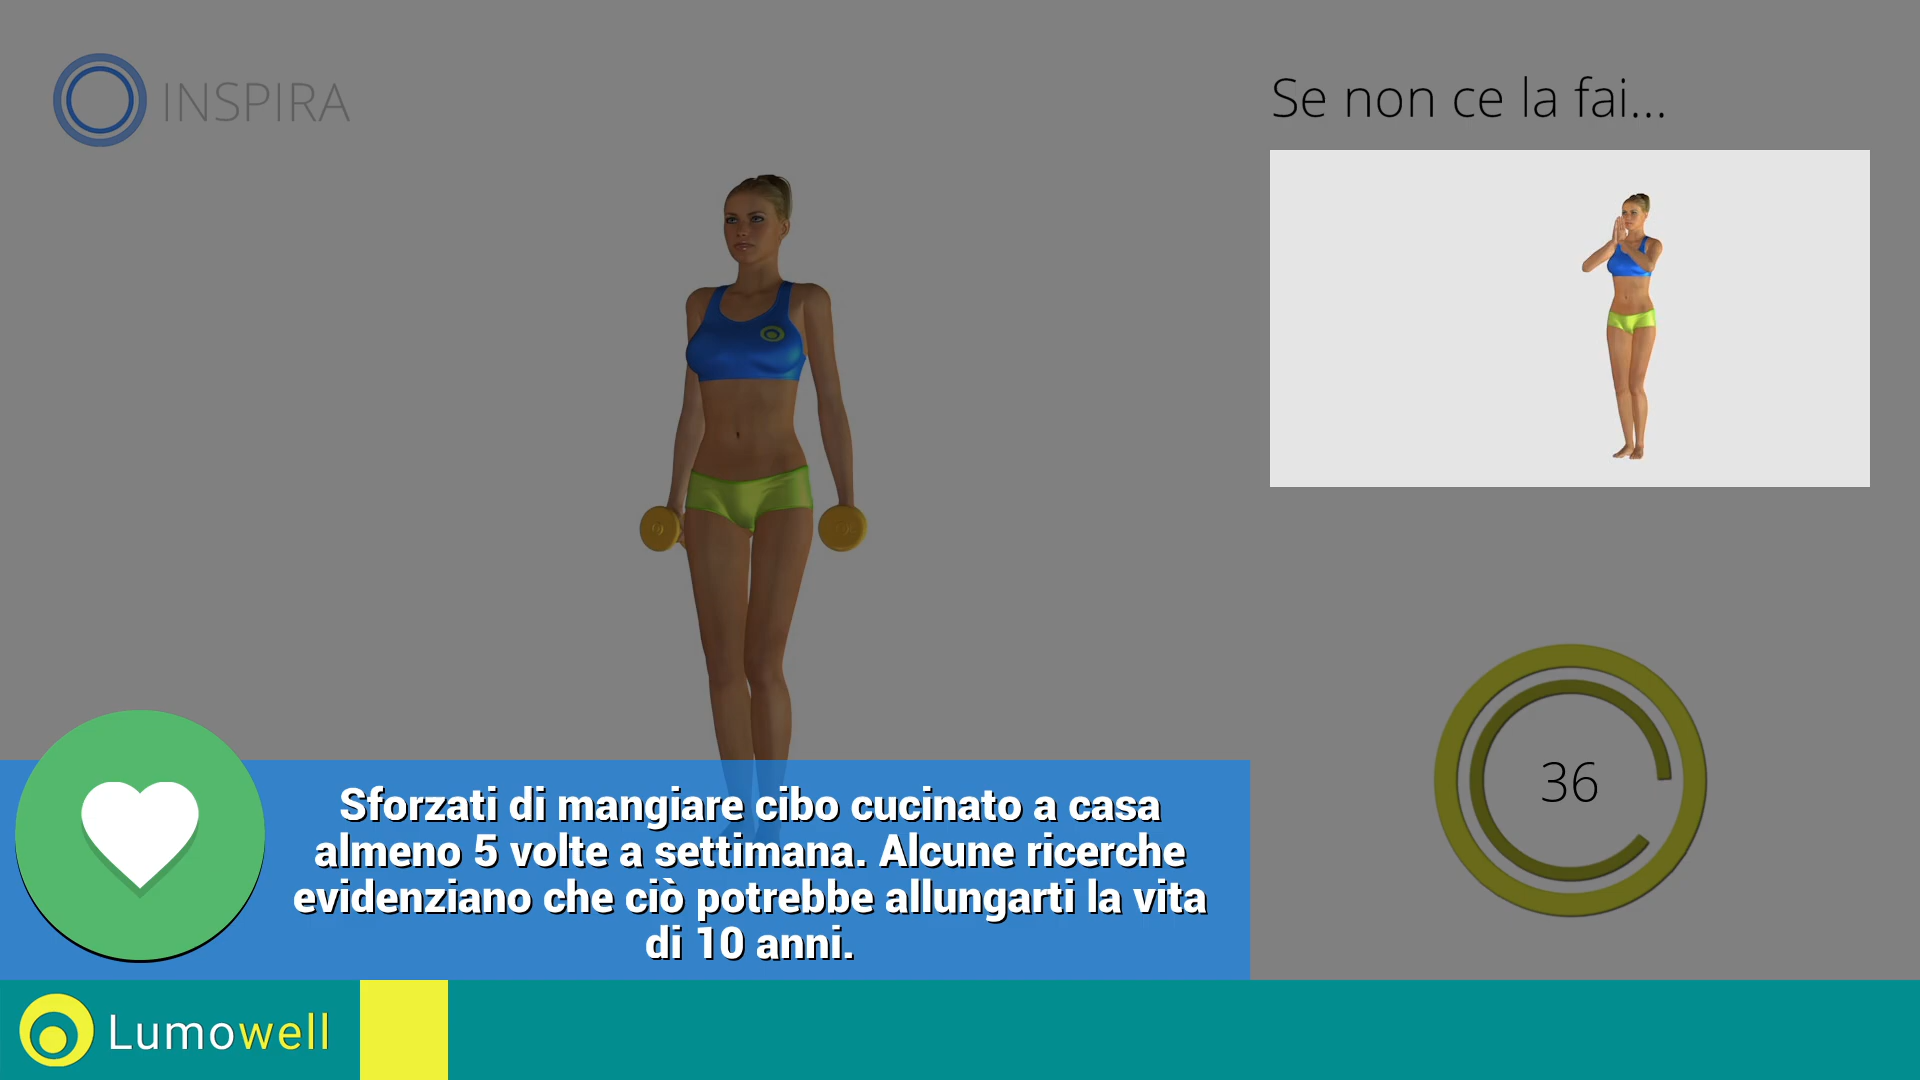 INSPIRA
Se non ce la fai...
36
Sforzati di mangiare cibo cucinato a casa
almeno 5 volte a settimana. Alcune ricerche
evidenziano che ciò potrebbe allungarti la vita
di 10 anni.
Lumowell